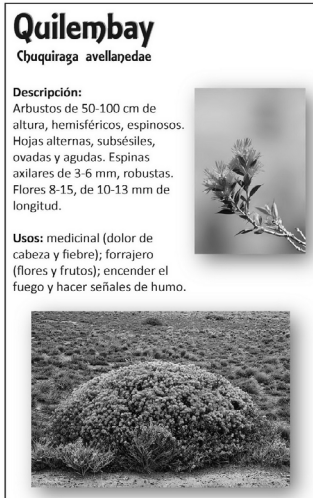 Quilembay
Chuquiraga avellanedae
Descripción:
Arbustos de 50-100 cm de
altura, hemisféricos, espinosos.
Hojas alternas, subsésiles,
ovadas y agudas. Espinas
axilares de 3-6 mm, robustas.
Flores 8-15, de 10-13 mm de
longitud.
Usos: medicinal (dolor de
cabeza y fiebre); forrajero
(flores y frutos); encender el
fuego y hacer señales de humo.